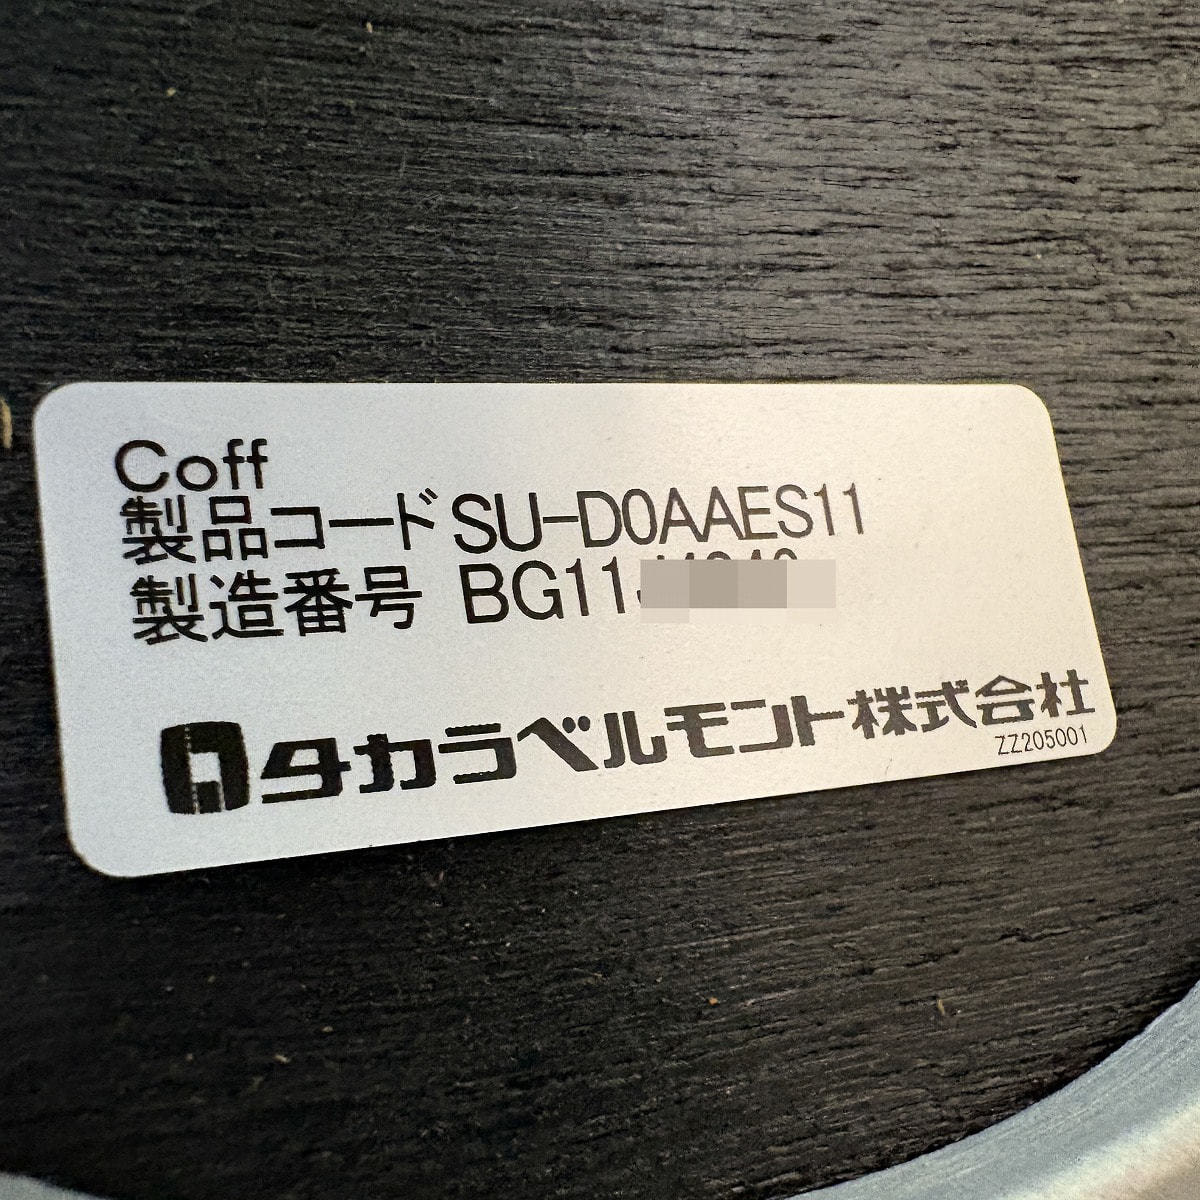 Coff
製品コード SU-D0AAES11
製造番号 BG11
タカラベルモント株式会社
ZZ205001